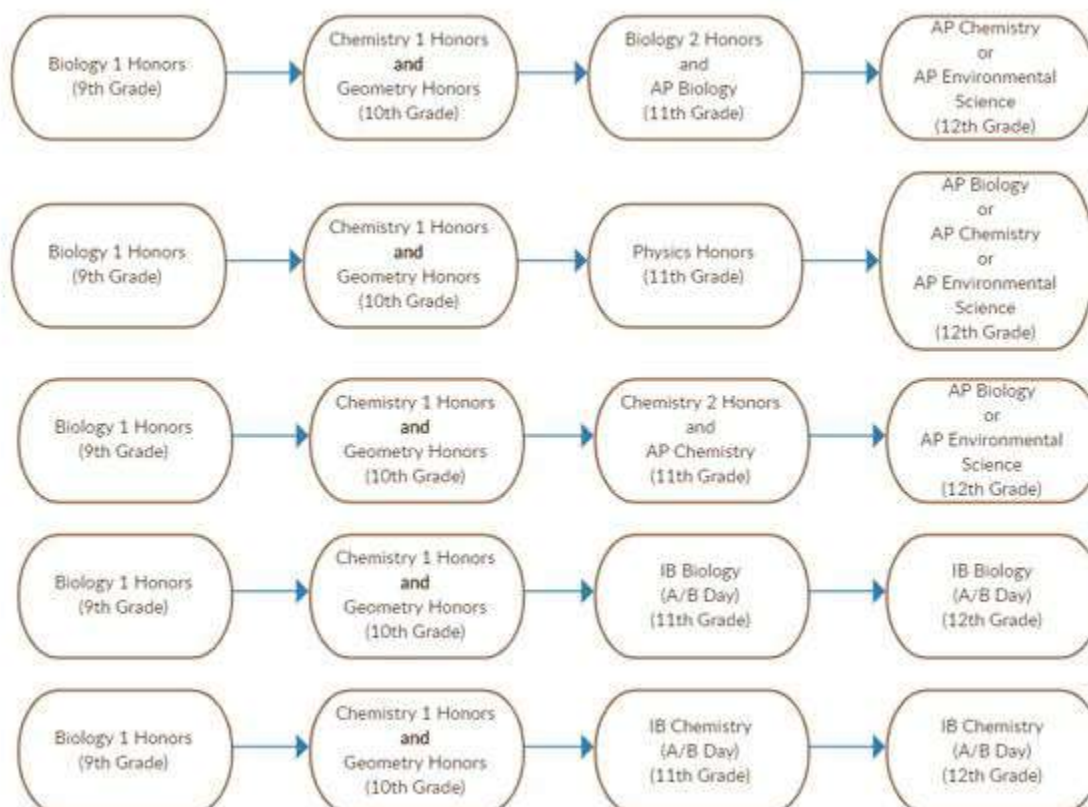 Biology 1 Honors
(9th Grade)
Chemistry 1 Honors
and
Geometry Honors
(10th Grade)
Biology 2 Honors
and
AP Biology
(11th Grade)
AP Chemistry
or
AP Environmental
Science
(12th Grade)
Biology 1 Honors
(9th Grade)
Chemistry 1 Honors
and
Geometry Honors
(10th Grade)
Physics Honors
(11th Grade)
AP Biology
or
AP Chemistry
or
AP Environmental
Science
(12th Grade)
Biology 1 Honors
(9th Grade)
Chemistry 1 Honors
and
Geometry Honors
(10th Grade)
Chemistry 2 Honors
and
AP Chemistry
(11th Grade)
AP Biology
or
AP Environmental
Science
(12th Grade)
Biology 1 Honors
(9th Grade)
Chemistry 1 Honors
and
Geometry Honors
(10th Grade)
IB Biology
(A/B Day)
(11th Grade)
IB Biology
(A/B Day)
(12th Grade)
Biology 1 Honors
(9th Grade)
Chemistry 1 Honors
and
Geometry Honors
(10th Grade)
IB Chemistry
(A/B Day)
(11th Grade)
IB Chemistry
(A/B Day)
(12th Grade)